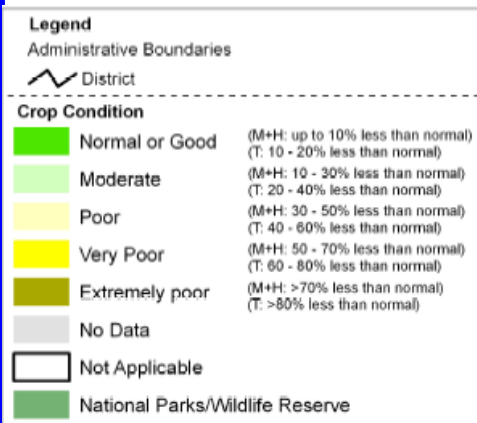 Legend
Administrative Boundaries
District
Crop Condition
Normal or Good (M+H: up to 10% less than normal)
(T: 10 - 20% less than normal)
Moderate (M+H: 10 - 30% less than normal)
(T: 20 - 40% less than normal)
Poor (M+H: 30 - 50% less than normal)
(T: 40 - 60% less than normal)
Very Poor (M+H: 50 - 70% less than normal)
(T: 60 - 80% less than normal)
Extremely poor (M+H: >70% less than normal)
(T: >80% less than normal)
No Data
Not Applicable
National Parks/Wildlife Reserve